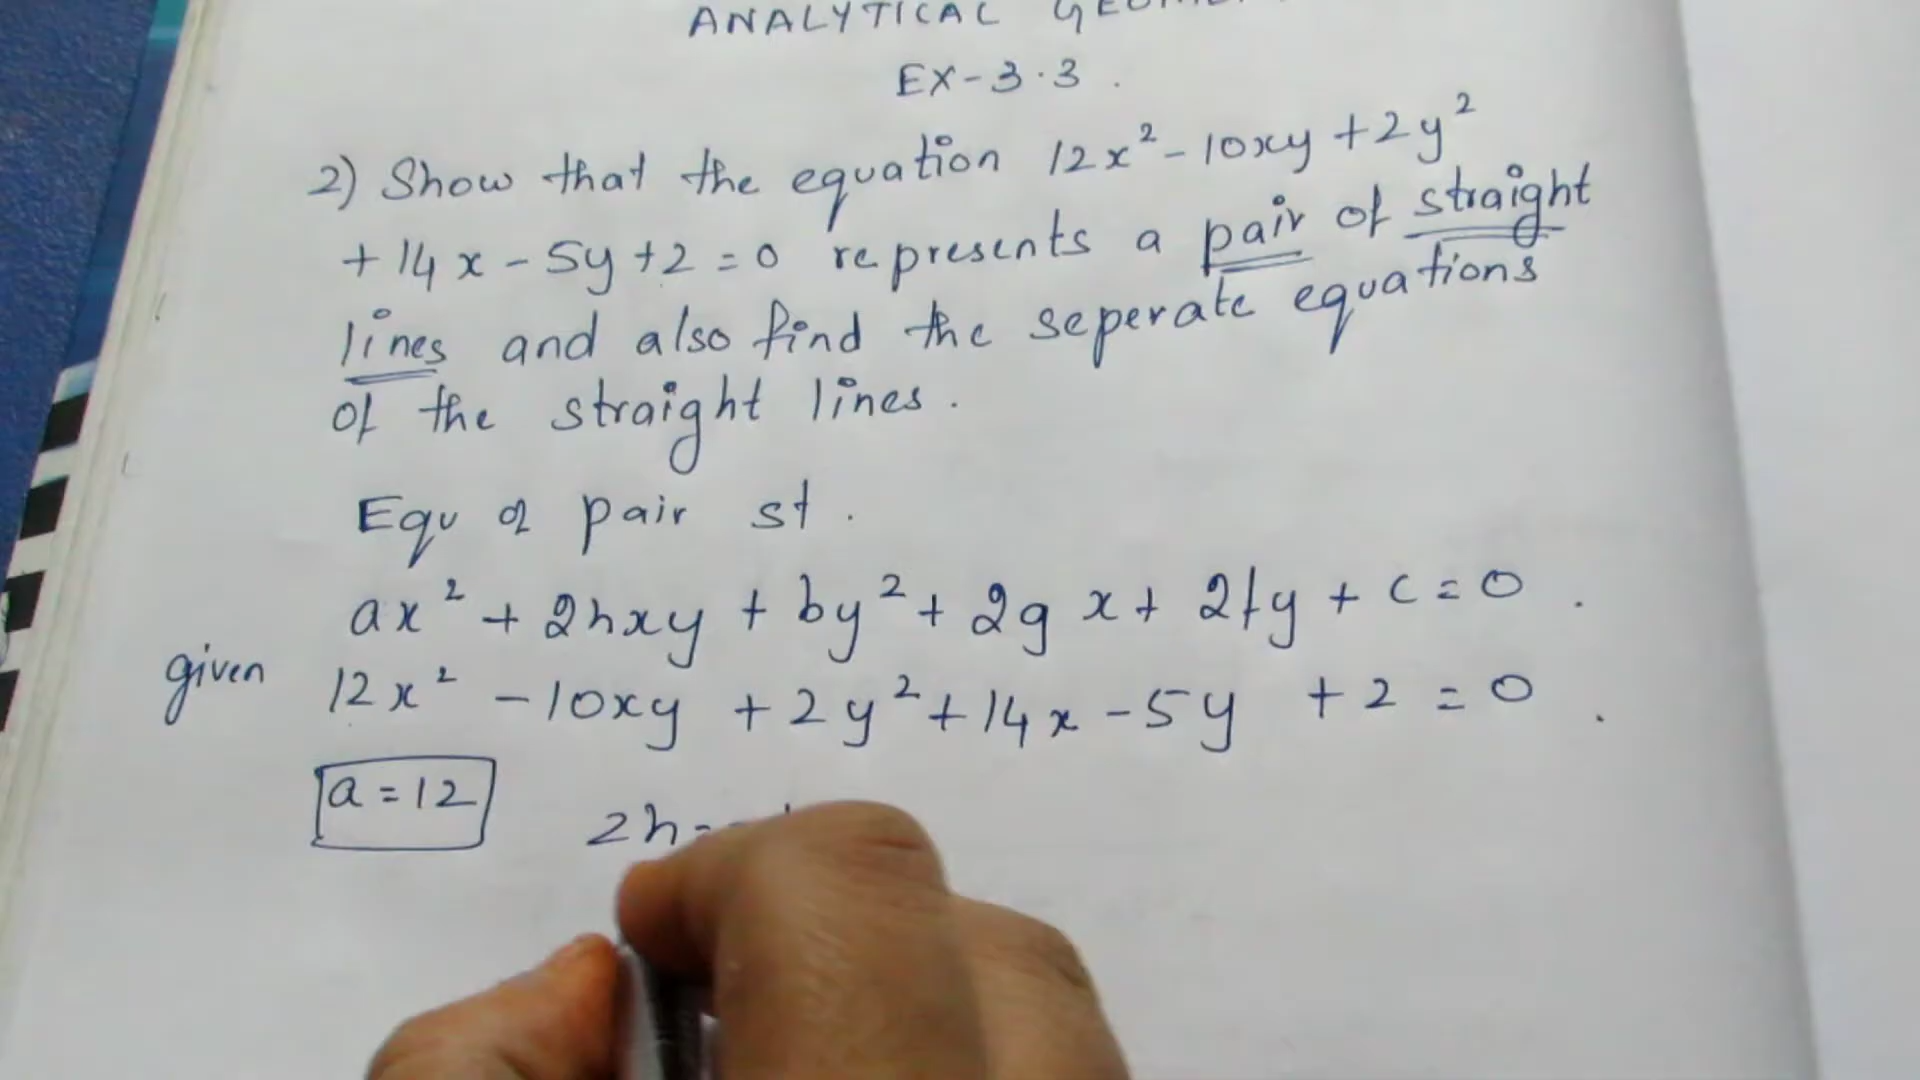 ANALYTICAL
EX-3.3.
2) Show that the equation 12x²-10xy+2y²
+14x-5y+2=0 represents a pair of straight
lines and also find the seperate equations
of the straight lines.
Equ of pair st.
ax²+2hxy+by²+2gx+2fy+c=0.
given 12x²-10xy+2y²+14x-5y+2=0.
a=12 2h=-